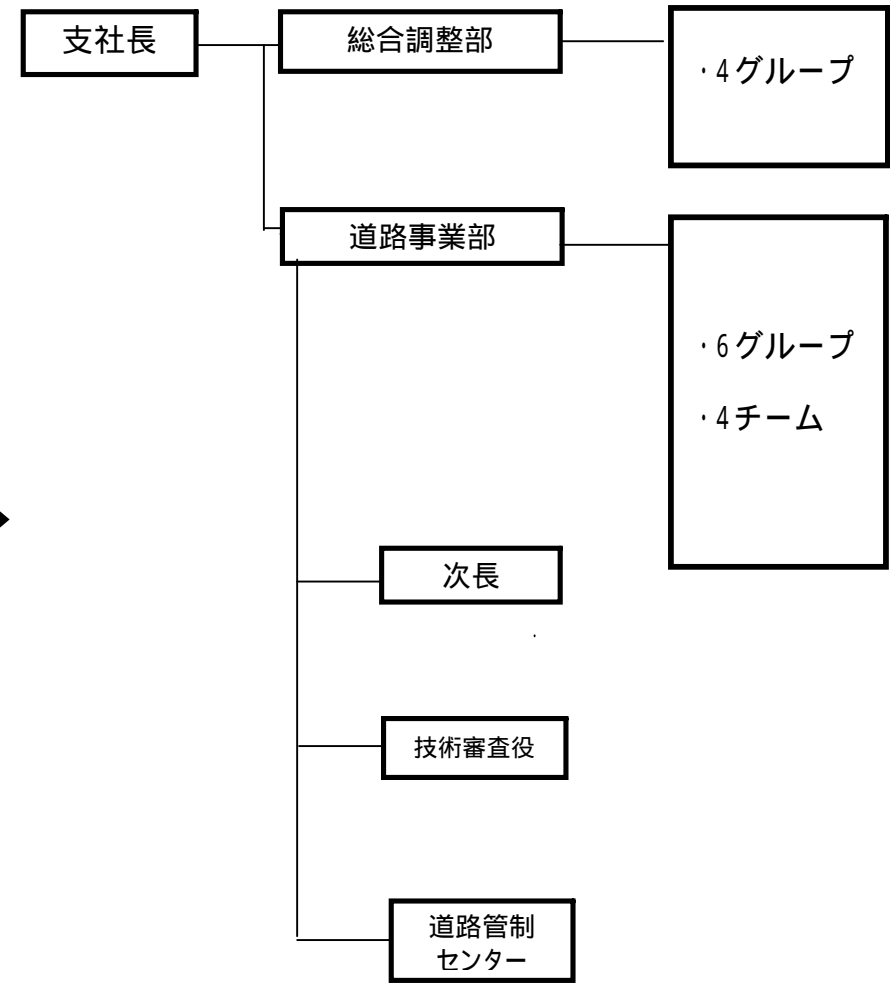 支社長
総合調整部
・4グループ
道路事業部
・6グループ
・4チーム
次長
技術審査役
道路管制
センター